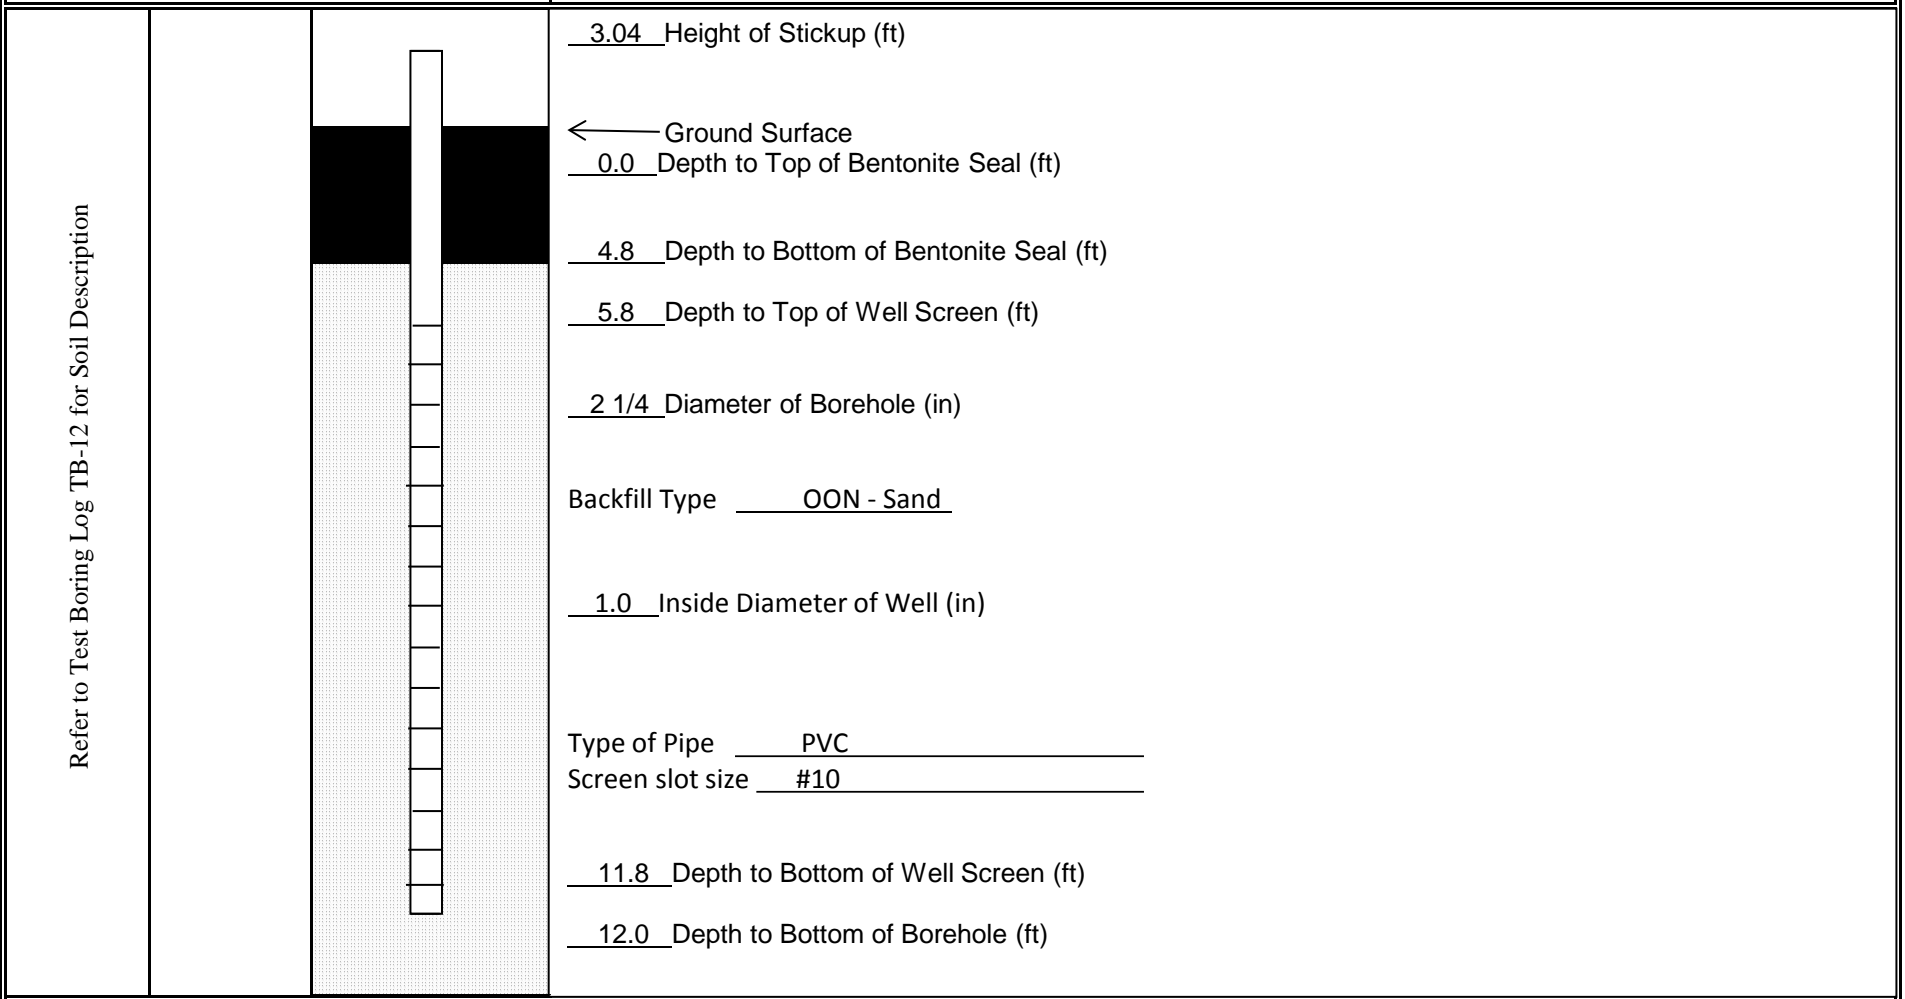 Refer to Test Boring Log TB-12 for Soil Description
3.04 Height of Stickup (ft)
Ground Surface
0.0 Depth to Top of Bentonite Seal (ft)
4.8 Depth to Bottom of Bentonite Seal (ft)
5.8 Depth to Top of Well Screen (ft)
2 1/4 Diameter of Borehole (in)
Backfill Type OON - Sand
1.0 Inside Diameter of Well (in)
Type of Pipe PVC
Screen slot size #10
11.8 Depth to Bottom of Well Screen (ft)
12.0 Depth to Bottom of Borehole (ft)